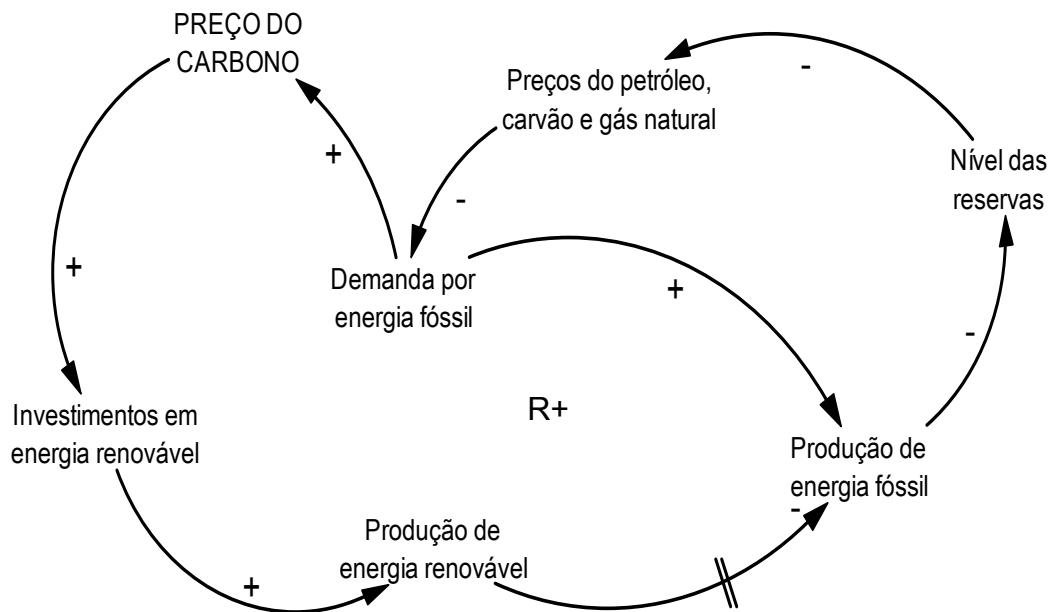 PREÇO DO
CARBONO
Preços do petróleo,
carvão e gás natural
-
Nível das
reservas
+
-
+
Demanda por
energia fóssil
+
-
R+
Investimentos em
energia renovável
Produção de
energia fóssil
-
Produção de
energia renovável
+